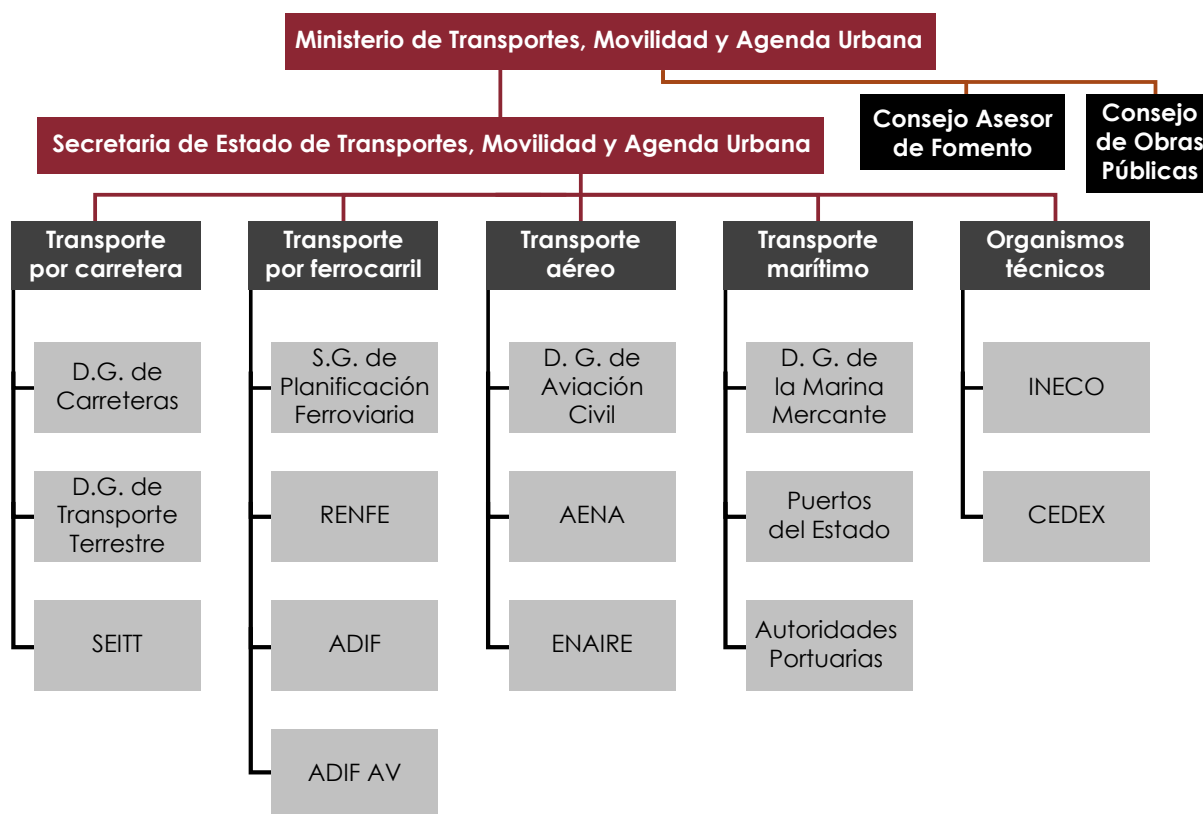 Ministerio de Transportes, Movilidad y Agenda Urbana
Consejo Asesor
de Fomento
Consejo
de Obras
Públicas
Secretaria de Estado de Transportes, Movilidad y Agenda Urbana
Transporte
por carretera
D.G. de
Carreteras
D.G. de
Transporte
Terrestre
SEITT
Transporte
por ferrocarril
S.G. de
Planificación
Ferroviaria
RENFE
ADIF
ADIF AV
Transporte
aéreo
D. G. de
Aviación
Civil
AENA
ENAIRE
Transporte
marítimo
D. G. de
la Marina
Mercante
Puertos
del Estado
Autoridades
Portuarias
Organismos
técnicos
INECO
CEDEX